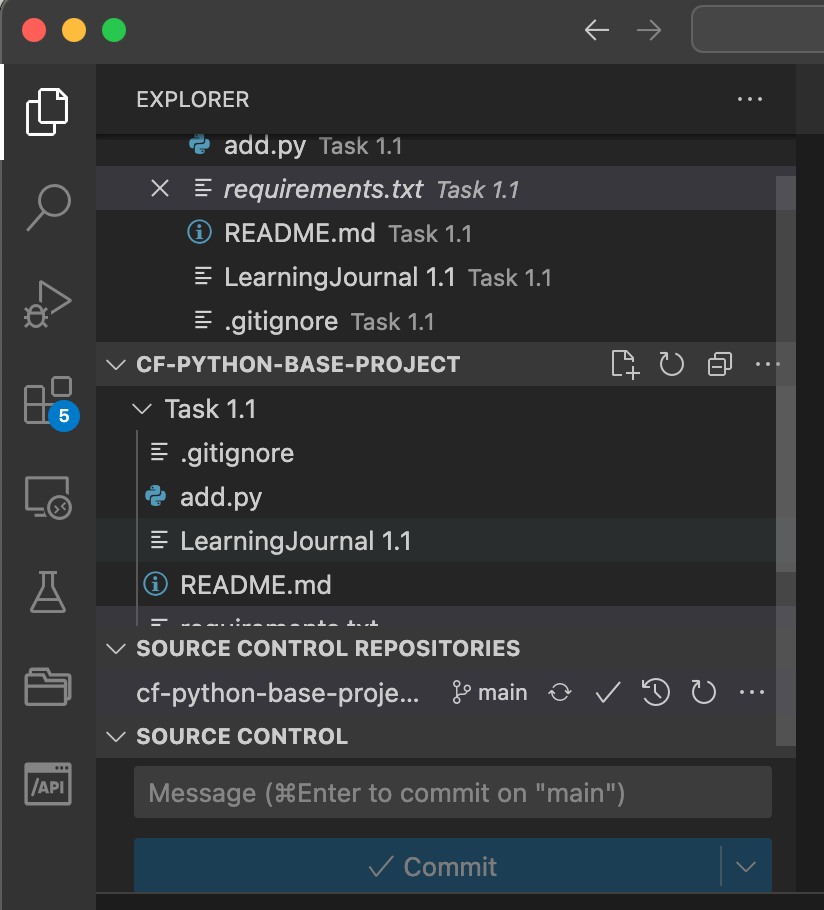 EXPLORER
add.py Task 1.1
requirements.txt Task 1.1
README.md Task 1.1
LearningJournal 1.1 Task 1.1
.gitignore Task 1.1
CF-PYTHON-BASE-PROJECT
Task 1.1
.gitignore
5
add.py
LearningJournal 1.1
README.md
requirements.txt
SOURCE CONTROL REPOSITORIES
cf-python-base-proje... main
SOURCE CONTROL
/API
Message (⌘Enter to commit on "main")
Commit